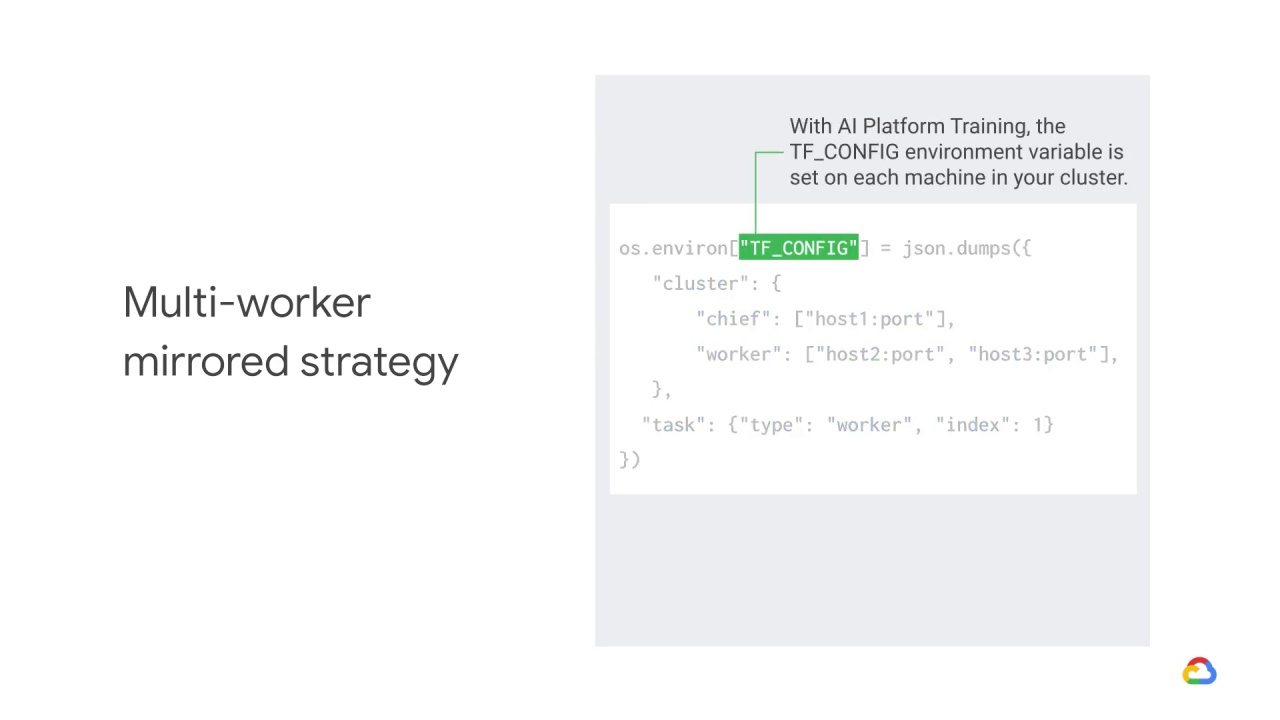 Multi-worker
mirrored strategy
With AI Platform Training, the
TF_CONFIG environment variable is
set on each machine in your cluster.
os.environ["TF_CONFIG"] = json.dumps({
"cluster": {
"chief": ["host1:port"],
"worker": ["host2:port", "host3:port"],
},
"task": {"type": "worker", "index": 1}
})